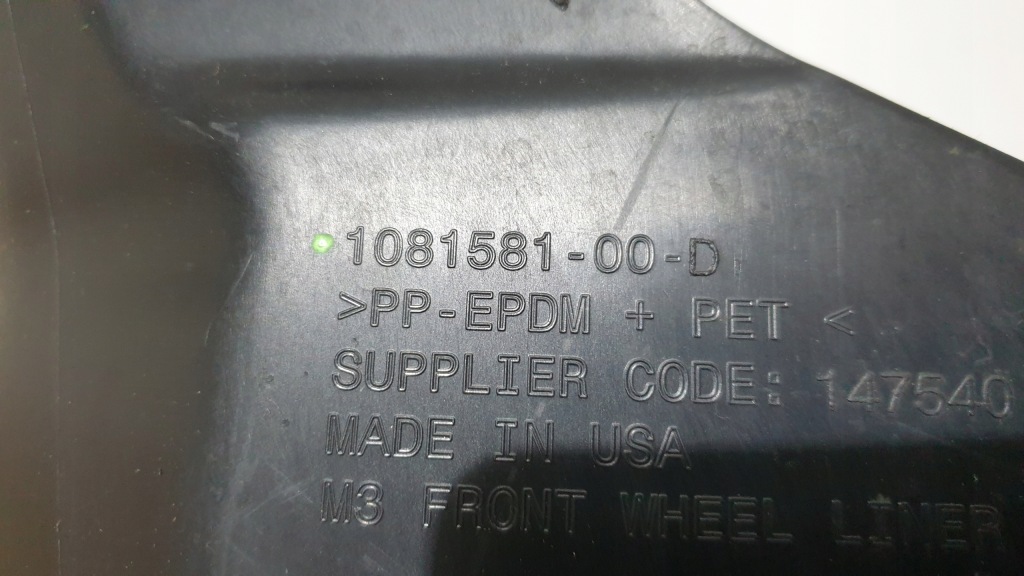 1081581-00-D
>PP-EPDM + PET <
SUPPLIER CODE: 147540
MADE IN USA
M3 FRONT WHEEL LINER